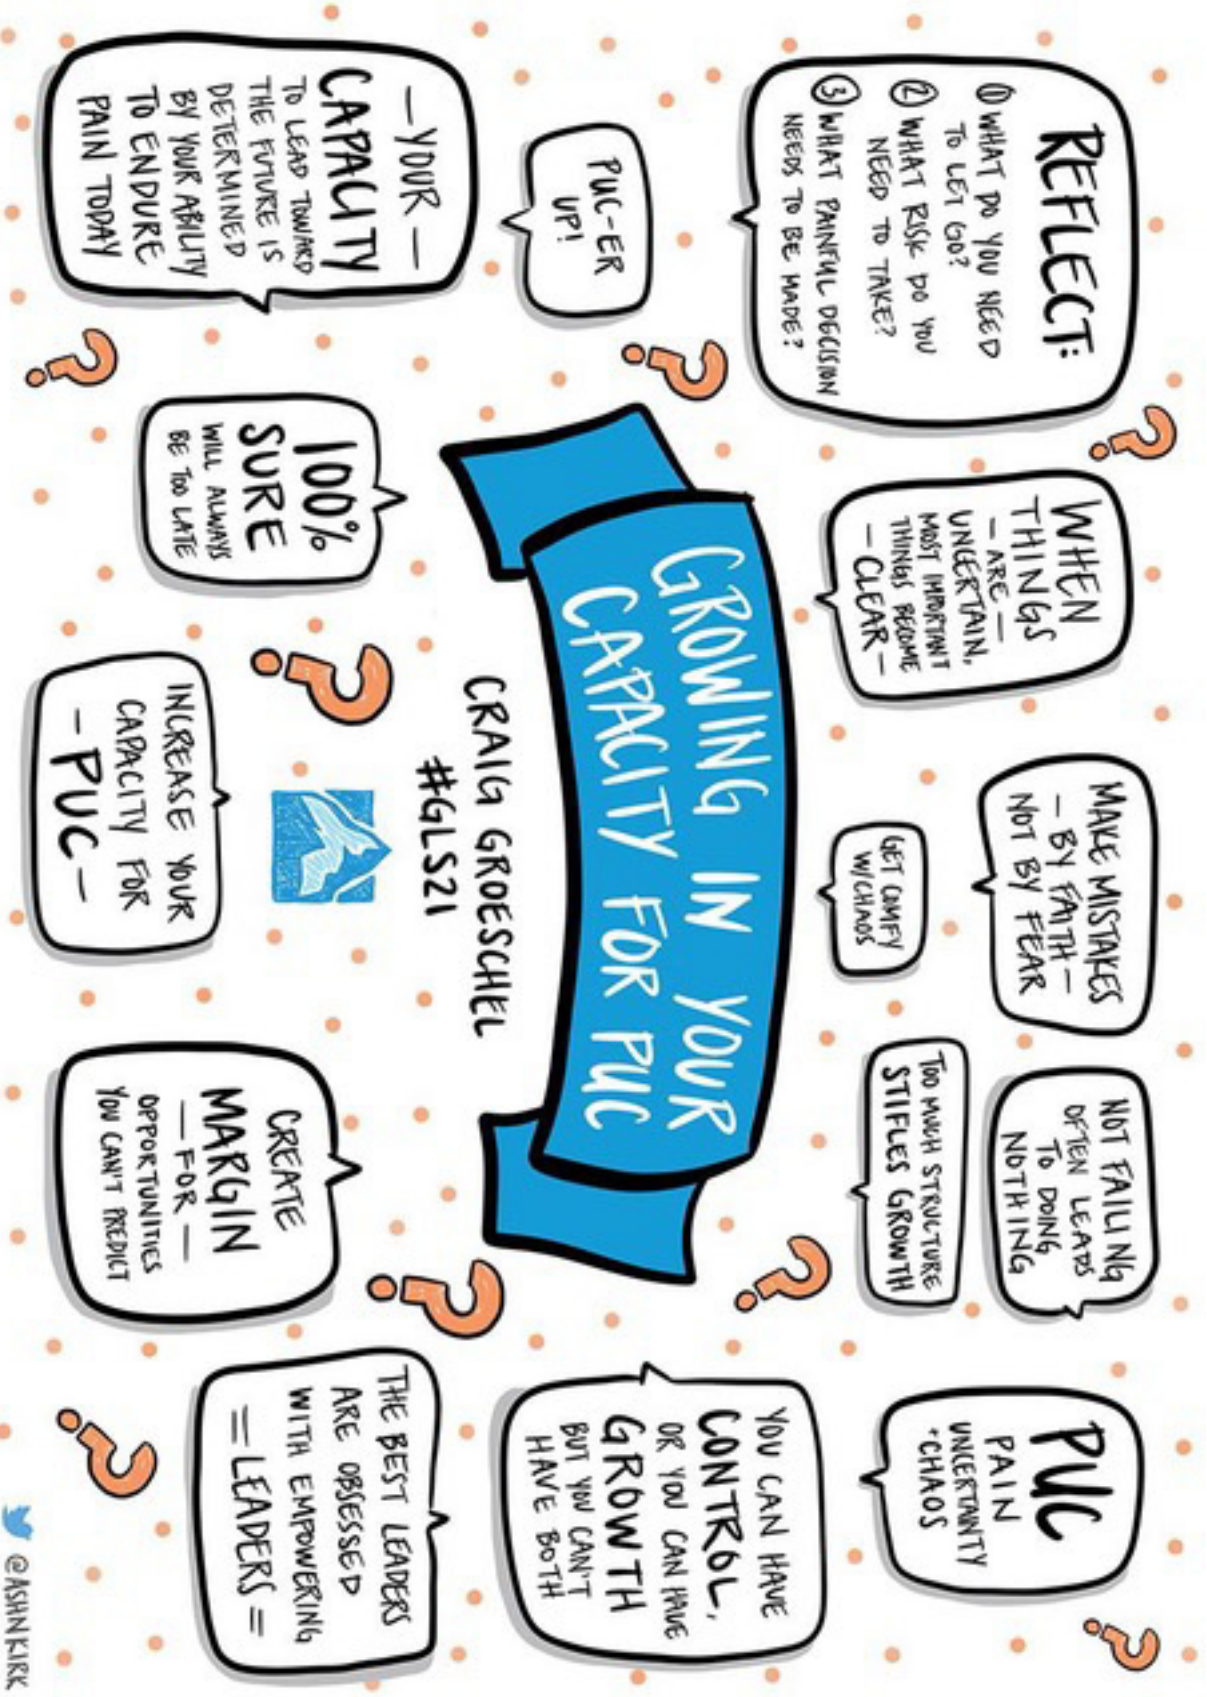 REFLECT:
① WHAT DO YOU NEED
TO LET GO?
② WHAT RISK DO YOU
NEED TO TAKE?
③ WHAT PAINFUL DECISION
NEEDS TO BE MADE?
WHEN
THINGS
— ARE —
UNCERTAIN,
MOST IMPORTANT
THINGS BECOME
— CLEAR —
MAKE MISTAKES
— BY FAITH —
NOT BY FEAR
NOT FAILING
OFTEN LEADS
TO DOING
NOTHING
PUC
PAIN
UNCERTAINTY
+CHAOS
GET COMFY
W/CHAOS
TOO MUCH STRUCTURE
STIFLES GROWTH
PUC-ER
UP!
GROWING IN YOUR
CAPACITY FOR PUC
CRAIG GROESCHEL
#GLS21
YOU CAN HAVE
CONTROL,
OR YOU CAN HAVE
GROWTH
BUT YOU CAN'T
HAVE BOTH
— YOUR —
CAPACITY
TO LEAD TOWARD
THE FUTURE IS
DETERMINED
BY YOUR ABILITY
TO ENDURE
PAIN TODAY
100%
SURE
WILL ALWAYS
BE TOO LATE
INCREASE YOUR
CAPACITY FOR
— PUC —
CREATE
MARGIN
— FOR —
OPPORTUNITIES
YOU CAN'T PREDICT
THE BEST LEADERS
ARE OBSESSED
WITH EMPOWERING
= LEADERS =
@ASHNKIRK